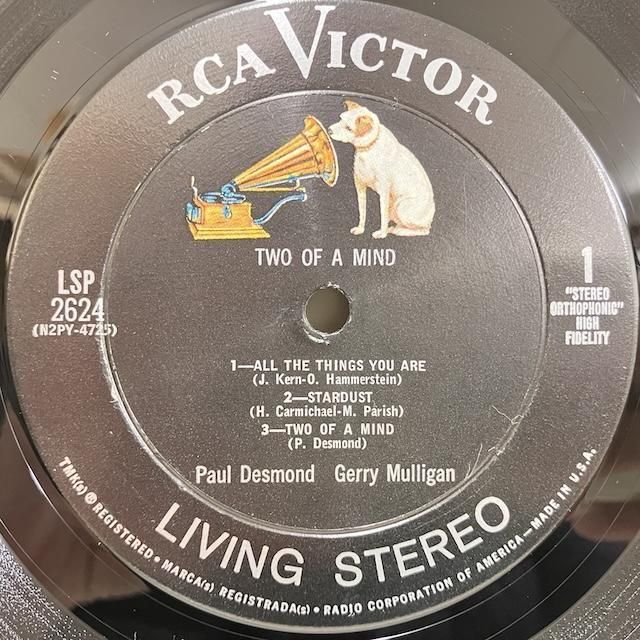 RCA VICTOR
TWO OF A MIND
LSP
2624
(N2PY-4725)
1
"STEREO
ORTHOPHONIC"
HIGH
FIDELITY
1—ALL THE THINGS YOU ARE
(J. Kern-O. Hammerstein)
2—STARDUST
(H. Carmichael-M. Parish)
3—TWO OF A MIND
(P. Desmond)
Paul Desmond Gerry Mulligan
LIVING STEREO
TMK(s) ® REGISTERED • MARCA(s) REGISTRADA(s) • RADIO CORPORATION OF AMERICA—MADE IN U.S.A.